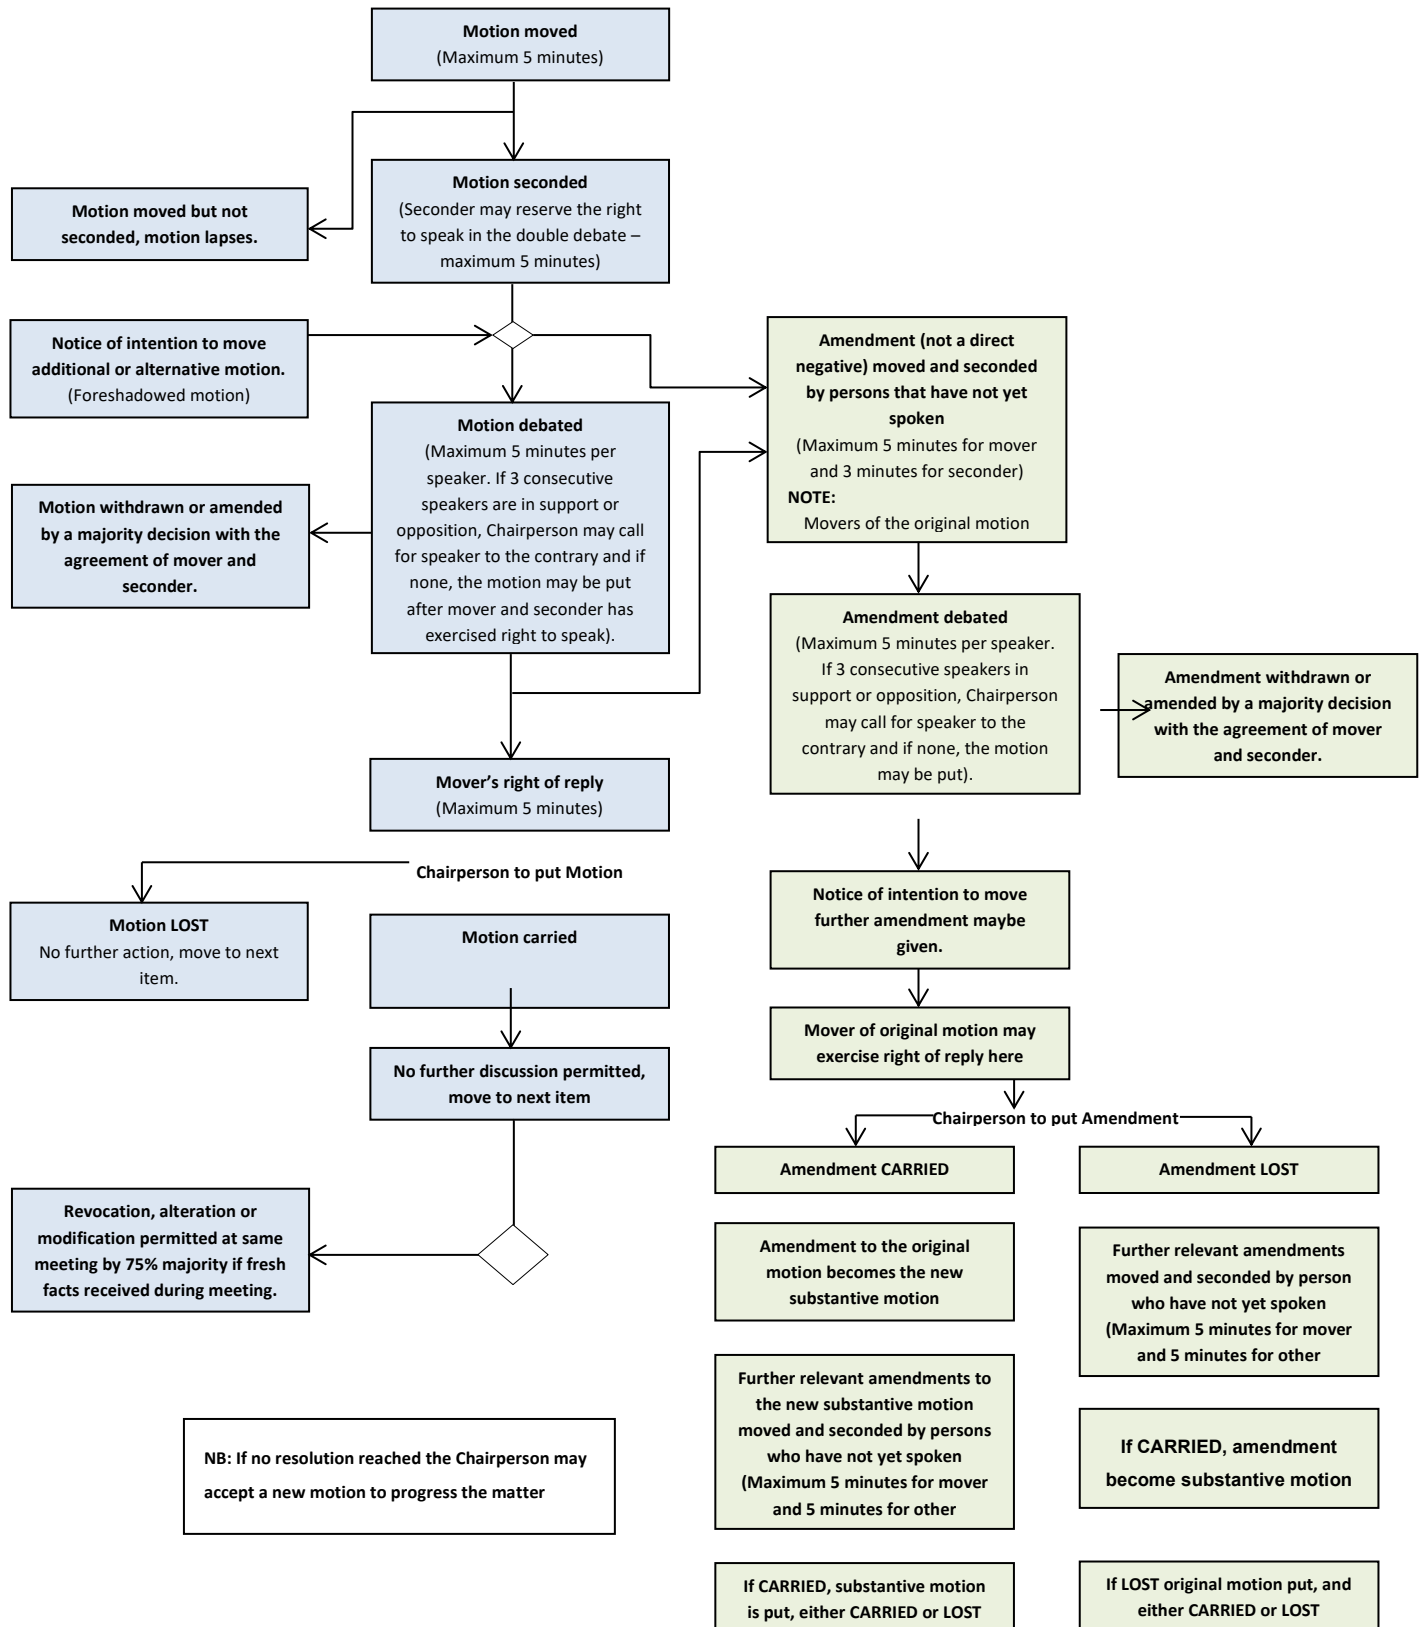 Motion moved
(Maximum 5 minutes)
Motion seconded
(Seconder may reserve the right
to speak in the double debate –
maximum 5 minutes)
Motion moved but not
seconded, motion lapses.
Notice of intention to move
additional or alternative motion.
(Foreshadowed motion)
Motion debated
(Maximum 5 minutes per
speaker. If 3 consecutive
speakers are in support or
opposition, Chairperson may call
for speaker to the contrary and if
none, the motion may be put
after mover and seconder has
exercised right to speak).
Motion withdrawn or amended
by a majority decision with the
agreement of mover and
seconder.
Mover’s right of reply
(Maximum 5 minutes)
Chairperson to put Motion
Motion LOST
No further action, move to next
item.
Motion carried
No further discussion permitted,
move to next item
Revocation, alteration or
modification permitted at same
meeting by 75% majority if fresh
facts received during meeting.
NB: If no resolution reached the Chairperson may
accept a new motion to progress the matter
Amendment (not a direct
negative) moved and seconded
by persons that have not yet
spoken
(Maximum 5 minutes for mover
and 3 minutes for seconder)
NOTE:
Movers of the original motion
Amendment debated
(Maximum 5 minutes per speaker.
If 3 consecutive speakers in
support or opposition, Chairperson
may call for speaker to the
contrary and if none, the motion
may be put).
Amendment withdrawn or
amended by a majority decision
with the agreement of mover
and seconder.
Notice of intention to move
further amendment maybe
given.
Mover of original motion may
exercise right of reply here
Chairperson to put Amendment
Amendment CARRIED
Amendment to the original
motion becomes the new
substantive motion
Further relevant amendments to
the new substantive motion
moved and seconded by persons
who have not yet spoken
(Maximum 5 minutes for mover
and 5 minutes for other
If CARRIED, substantive motion
is put, either CARRIED or LOST
Amendment LOST
Further relevant amendments
moved and seconded by person
who have not yet spoken
(Maximum 5 minutes for mover
and 5 minutes for other
If CARRIED, amendment
become substantive motion
If LOST original motion put, and
either CARRIED or LOST